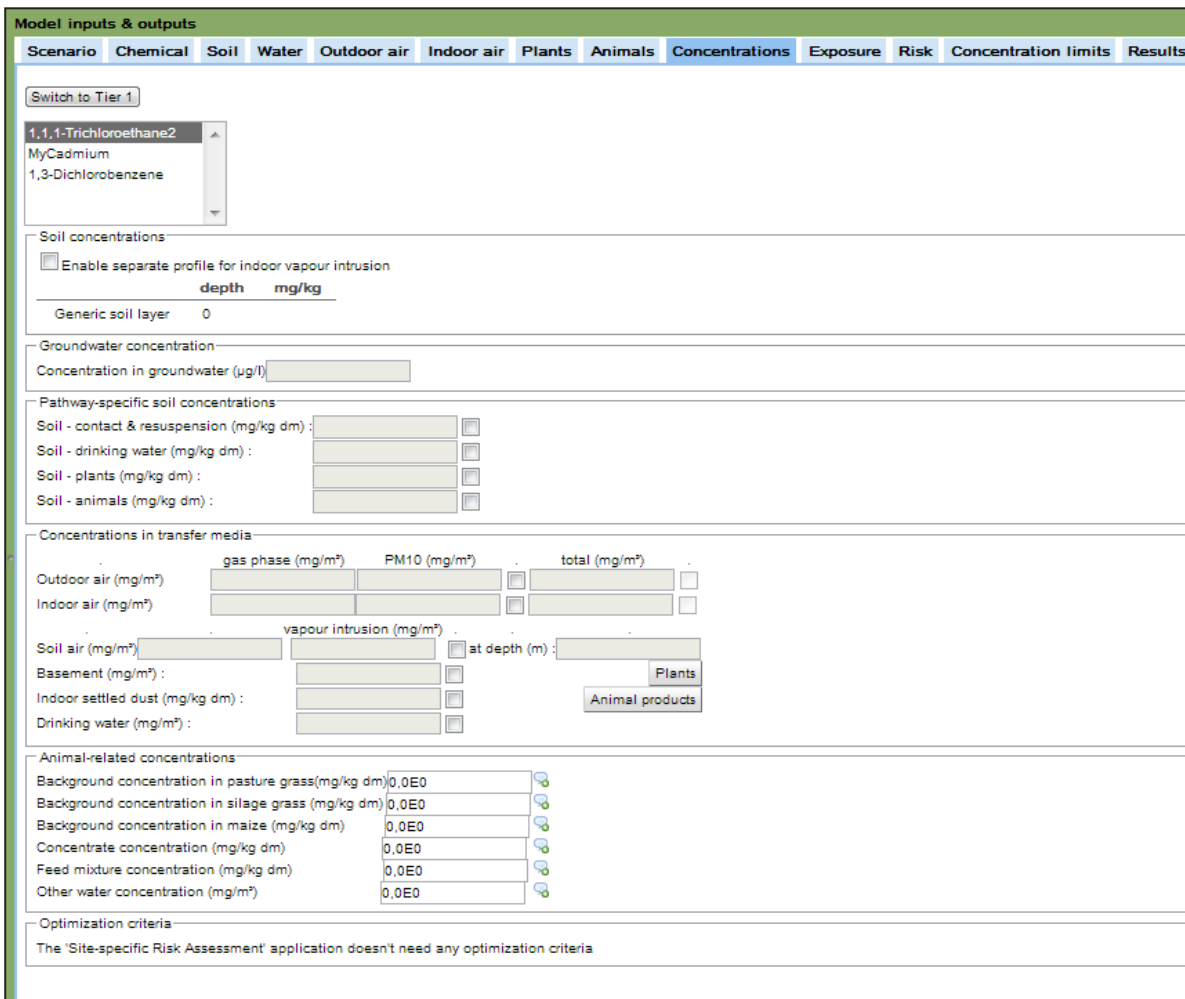 Model inputs & outputs
Scenario Chemical Soil Water Outdoor air Indoor air Plants Animals Concentrations Exposure Risk Concentration limits Results
Switch to Tier 1
1,1,1-Trichloroethane2
MyCadmium
1,3-Dichlorobenzene
Soil concentrations
Enable separate profile for indoor vapour intrusion
depth mg/kg
Generic soil layer 0
Groundwater concentration
Concentration in groundwater (µg/l)
Pathway-specific soil concentrations
Soil - contact & resuspension (mg/kg dm) :
Soil - drinking water (mg/kg dm) :
Soil - plants (mg/kg dm) :
Soil - animals (mg/kg dm) :
Concentrations in transfer media
. gas phase (mg/m³) PM10 (mg/m³) . total (mg/m³) .
Outdoor air (mg/m³)
Indoor air (mg/m³)
. . vapour intrusion (mg/m³) . . .
Soil air (mg/m³) at depth (m) :
Basement (mg/m³) : Plants
Indoor settled dust (mg/kg dm) : Animal products
Drinking water (mg/m³) :
Animal-related concentrations
Background concentration in pasture grass(mg/kg dm) 0,0E0
Background concentration in silage grass (mg/kg dm) 0,0E0
Background concentration in maize (mg/kg dm) 0,0E0
Concentrate concentration (mg/kg dm) 0,0E0
Feed mixture concentration (mg/kg dm) 0,0E0
Other water concentration (mg/m³) 0,0E0
Optimization criteria
The 'Site-specific Risk Assessment' application doesn't need any optimization criteria